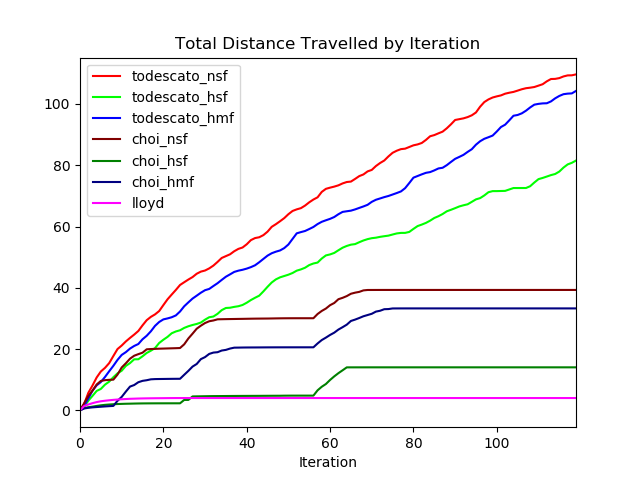 Total Distance Travelled by Iteration
todescato_nsf
todescato_hsf
todescato_hmf
choi_nsf
choi_hsf
choi_hmf
lloyd
100
80
60
40
20
0
0 20 40 60 80 100
Iteration